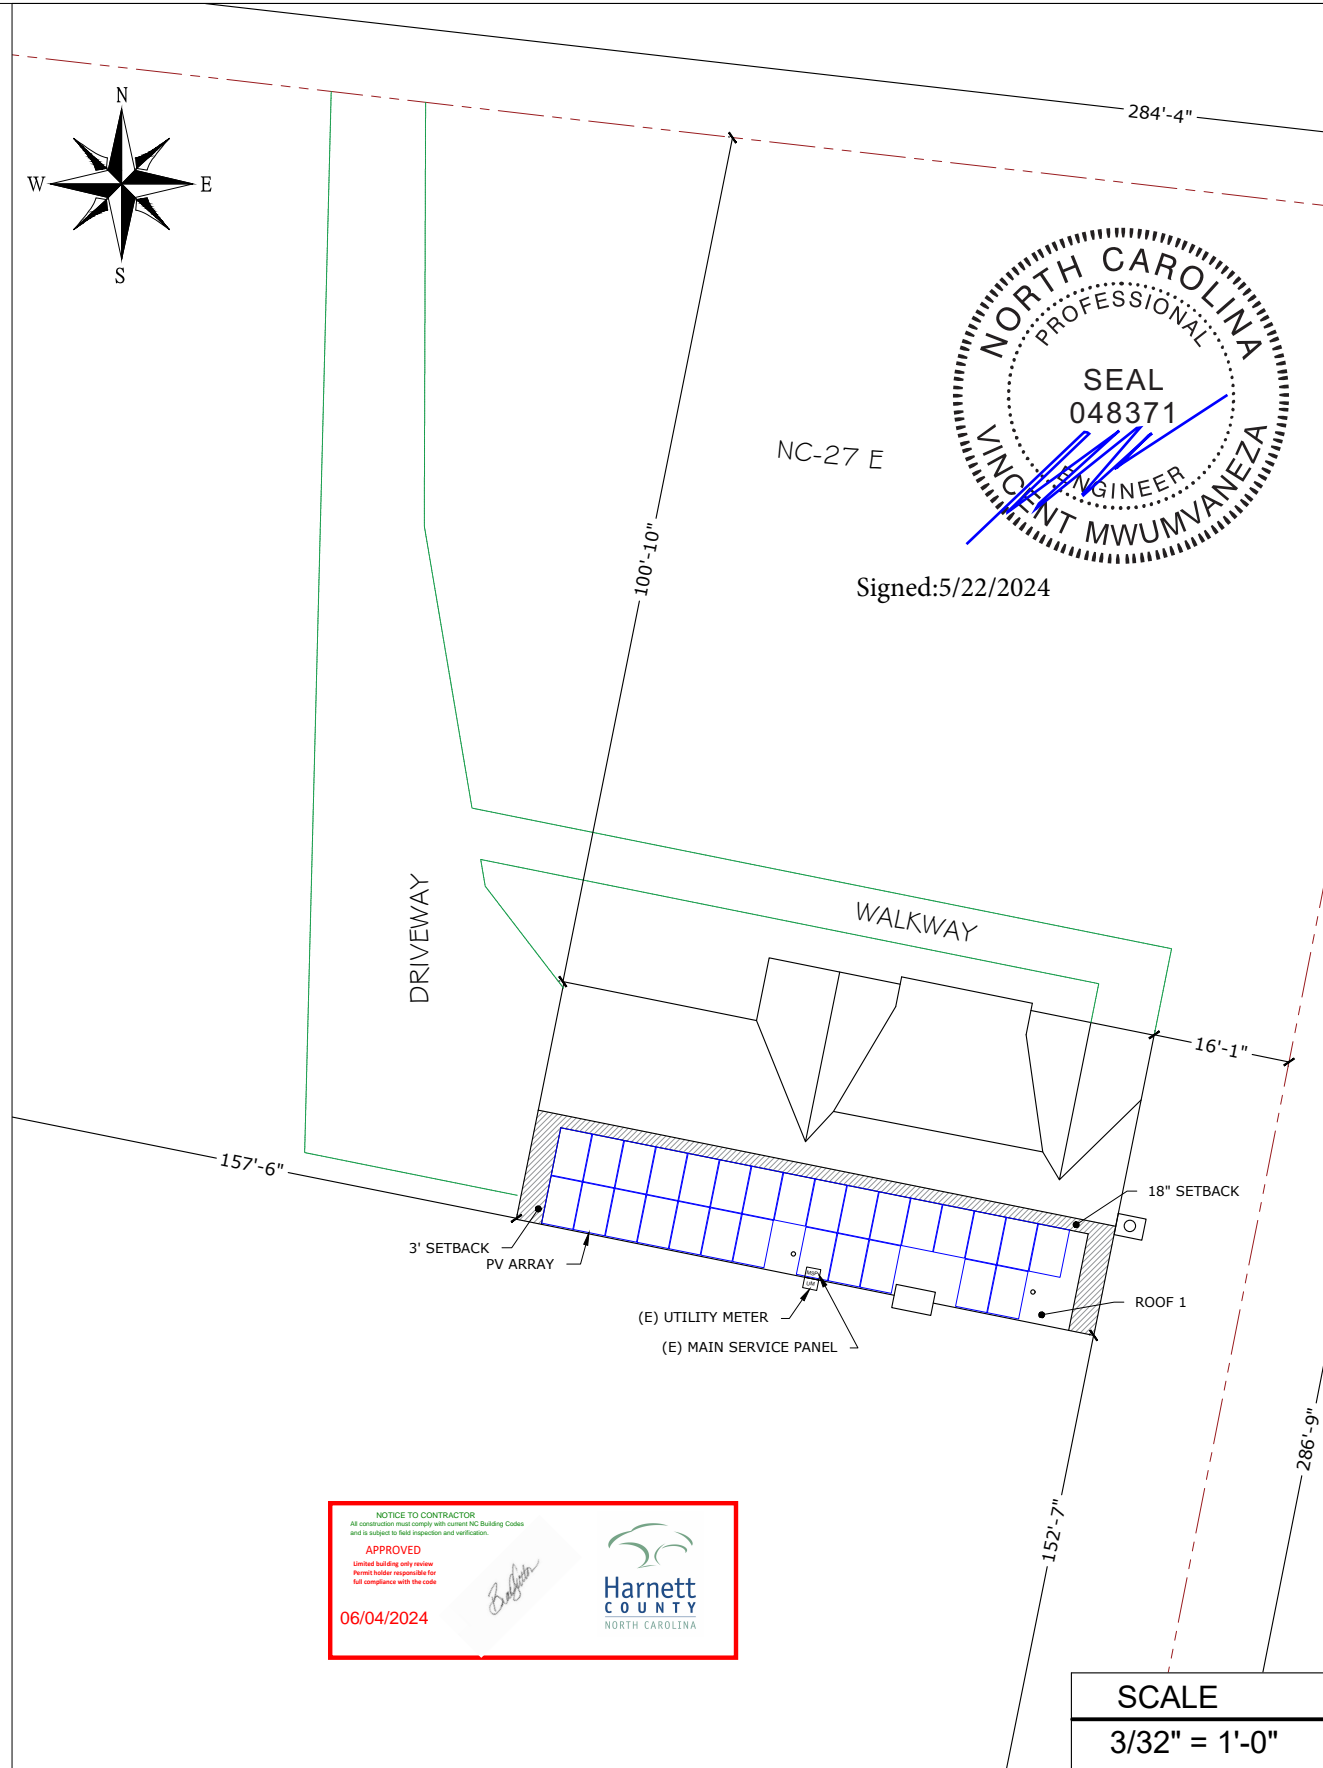 284'-4"
N
W
E
S
NORTH CAROLINA
PROFESSIONAL
SEAL
048371
ENGINEER
VINCENT MWUMVANEZA
NC-27 E
Signed:5/22/2024
100'-10"
WALKWAY
DRIVEWAY
16'-1"
157'-6"
18" SETBACK
3' SETBACK
PV ARRAY
MSP
UM
ROOF 1
(E) UTILITY METER
(E) MAIN SERVICE PANEL
286'-9"
152'-7"
NOTICE TO CONTRACTOR
All construction must comply with current NC Building Codes
and is subject to field inspection and verification.
APPROVED
Limited building only review
Permit holder responsible for
full compliance with the code
06/04/2024
Harnett
COUNTY
NORTH CAROLINA
SCALE
3/32" = 1'-0"